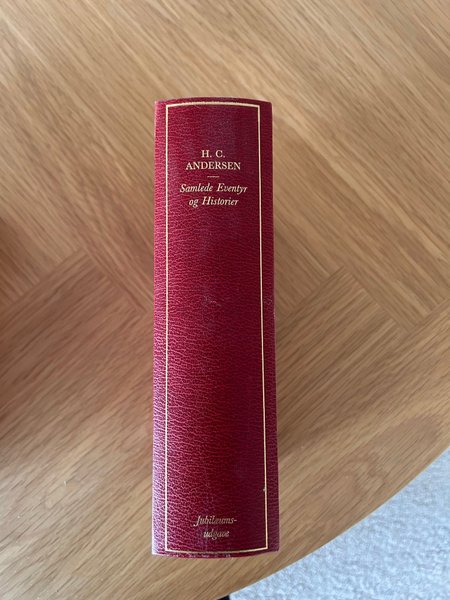 H. C.
ANDERSEN
Samlede Eventyr
og Historier
Jubilæums-
udgave